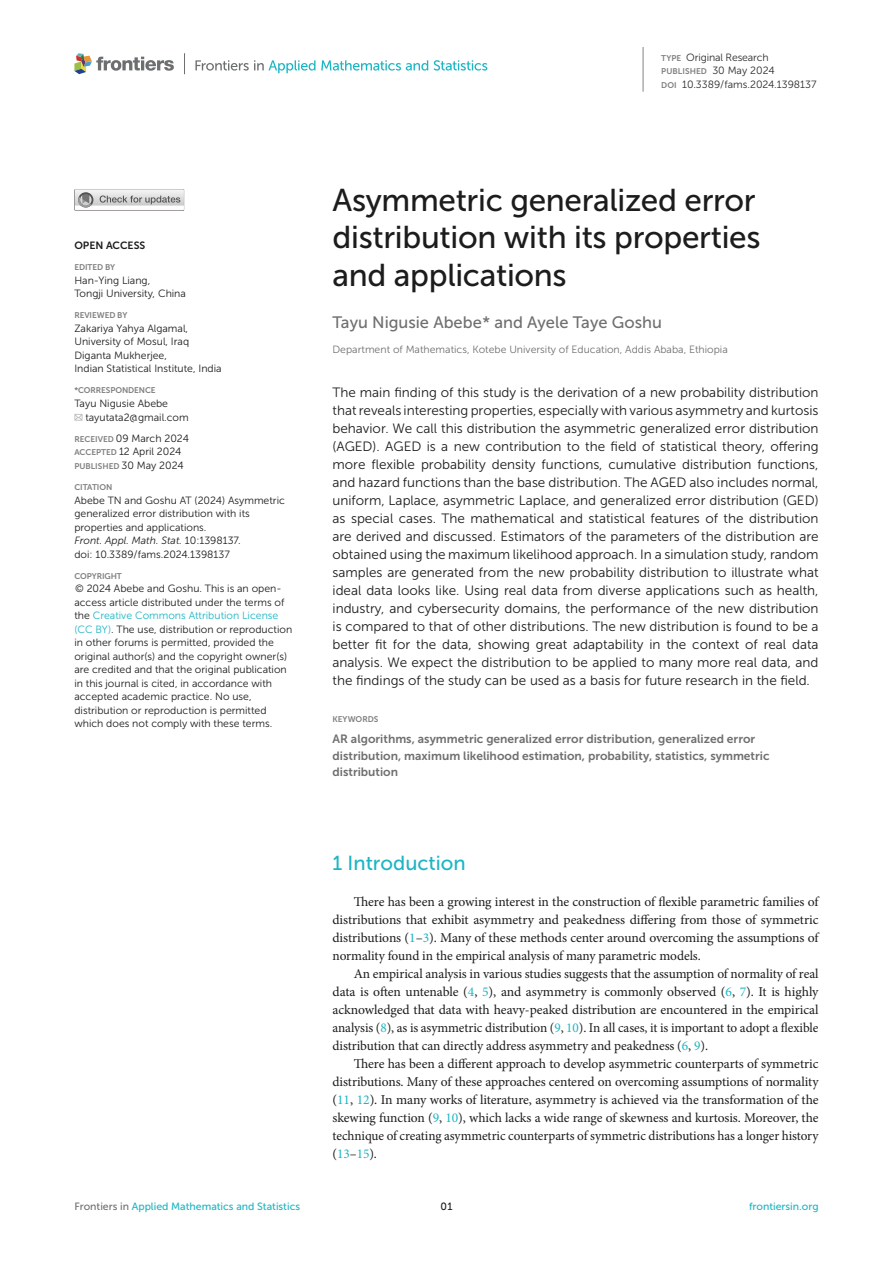 frontiers | Frontiers in Applied Mathematics and Statistics
TYPE Original Research
PUBLISHED 30 May 2024
DOI 10.3389/fams.2024.1398137
Check for updates
OPEN ACCESS
EDITED BY
Han-Ying Liang,
Tongji University, China
REVIEWED BY
Zakariya Yahya Algamal,
University of Mosul, Iraq
Diganta Mukherjee,
Indian Statistical Institute, India
*CORRESPONDENCE
Tayu Nigusie Abebe
✉ tayutata2@gmail.com
RECEIVED 09 March 2024
ACCEPTED 12 April 2024
PUBLISHED 30 May 2024
CITATION
Abebe TN and Goshu AT (2024) Asymmetric
generalized error distribution with its
properties and applications.
Front. Appl. Math. Stat. 10:1398137.
doi: 10.3389/fams.2024.1398137
COPYRIGHT
© 2024 Abebe and Goshu. This is an open-
access article distributed under the terms of
the Creative Commons Attribution License
(CC BY). The use, distribution or reproduction
in other forums is permitted, provided the
original author(s) and the copyright owner(s)
are credited and that the original publication
in this journal is cited, in accordance with
accepted academic practice. No use,
distribution or reproduction is permitted
which does not comply with these terms.
Asymmetric generalized error
distribution with its properties
and applications
Tayu Nigusie Abebe* and Ayele Taye Goshu
Department of Mathematics, Kotebe University of Education, Addis Ababa, Ethiopia
The main finding of this study is the derivation of a new probability distribution
that reveals interesting properties, especially with various asymmetry and kurtosis
behavior. We call this distribution the asymmetric generalized error distribution
(AGED). AGED is a new contribution to the field of statistical theory, offering
more flexible probability density functions, cumulative distribution functions,
and hazard functions than the base distribution. The AGED also includes normal,
uniform, Laplace, asymmetric Laplace, and generalized error distribution (GED)
as special cases. The mathematical and statistical features of the distribution
are derived and discussed. Estimators of the parameters of the distribution are
obtained using the maximum likelihood approach. In a simulation study, random
samples are generated from the new probability distribution to illustrate what
ideal data looks like. Using real data from diverse applications such as health,
industry, and cybersecurity domains, the performance of the new distribution
is compared to that of other distributions. The new distribution is found to be a
better fit for the data, showing great adaptability in the context of real data
analysis. We expect the distribution to be applied to many more real data, and
the findings of the study can be used as a basis for future research in the field.
KEYWORDS
AR algorithms, asymmetric generalized error distribution, generalized error
distribution, maximum likelihood estimation, probability, statistics, symmetric
distribution
1 Introduction
There has been a growing interest in the construction of flexible parametric families of
distributions that exhibit asymmetry and peakedness differing from those of symmetric
distributions (1–3). Many of these methods center around overcoming the assumptions of
normality found in the empirical analysis of many parametric models.
An empirical analysis in various studies suggests that the assumption of normality of real
data is often untenable (4, 5), and asymmetry is commonly observed (6, 7). It is highly
acknowledged that data with heavy-peaked distribution are encountered in the empirical
analysis (8), as is asymmetric distribution (9, 10). In all cases, it is important to adopt a flexible
distribution that can directly address asymmetry and peakedness (6, 9).
There has been a different approach to develop asymmetric counterparts of symmetric
distributions. Many of these approaches centered on overcoming assumptions of normality
(11, 12). In many works of literature, asymmetry is achieved via the transformation of the
skewing function (9, 10), which lacks a wide range of skewness and kurtosis. Moreover, the
technique of creating asymmetric counterparts of symmetric distributions has a longer history
(13–15).
Frontiers in Applied Mathematics and Statistics
01
frontiersin.org